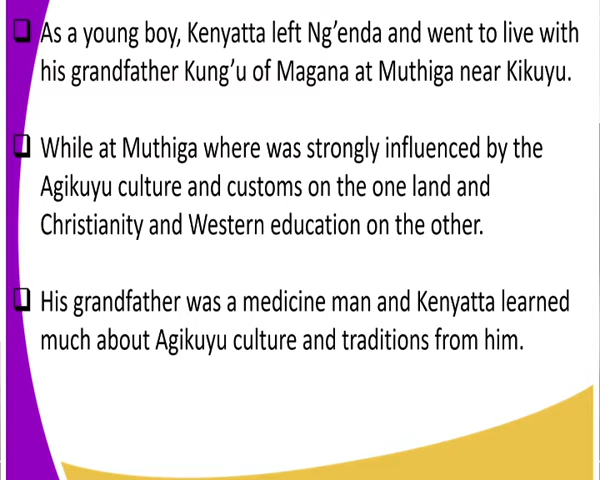 As a young boy, Kenyatta left Ng’enda and went to live with
his grandfather Kung’u of Magana at Muthiga near Kikuyu.
While at Muthiga where was strongly influenced by the
Agikuyu culture and customs on the one land and
Christianity and Western education on the other.
His grandfather was a medicine man and Kenyatta learned
much about Agikuyu culture and traditions from him.